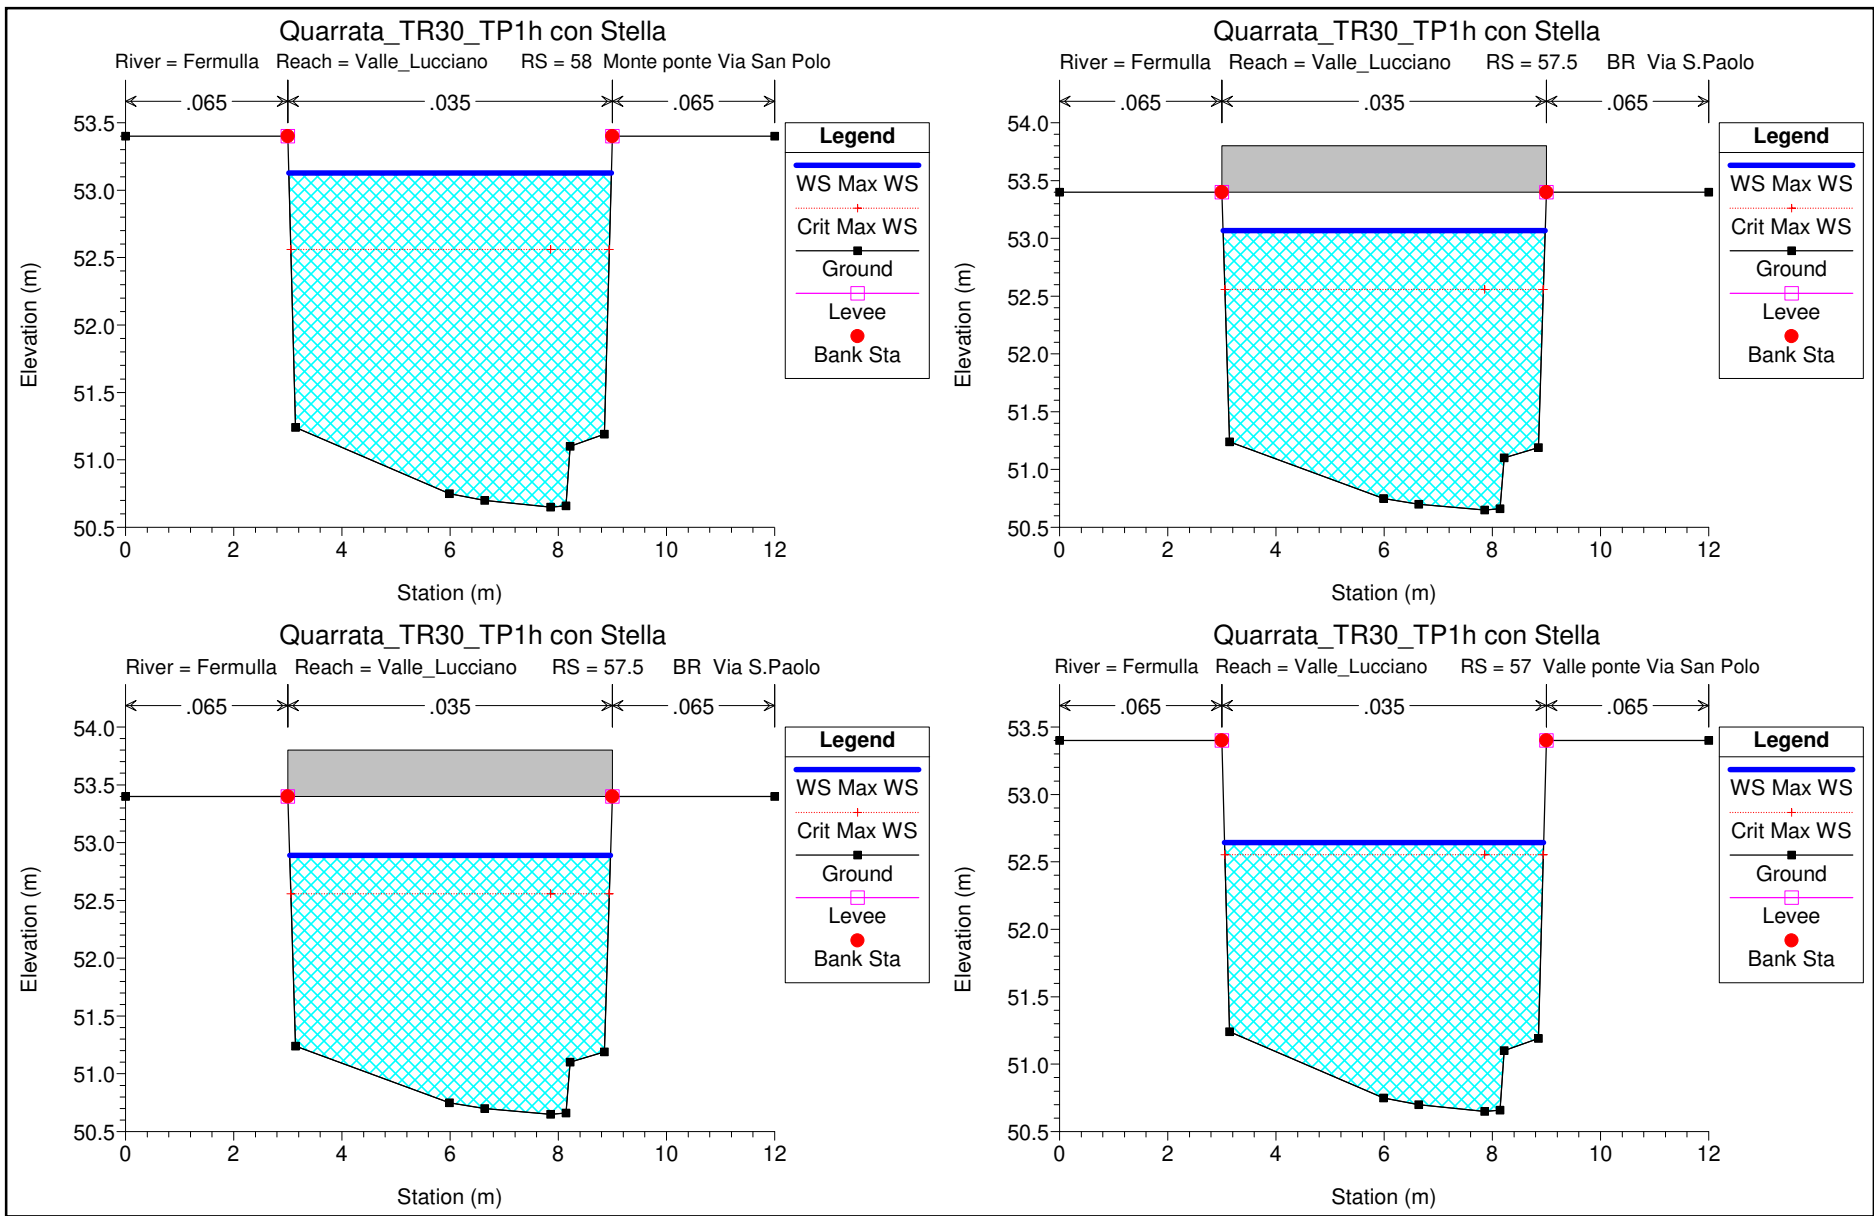 Quarrata_TR30_TP1h con Stella
River = Fermulla Reach = Valle_Lucciano RS = 58 Monte ponte Via San Polo
.065 .035 .065
53.5
53.0
52.5
52.0
51.5
51.0
50.5
Elevation (m)
0 2 4 6 8 10 12
Station (m)
Legend
WS Max WS
Crit Max WS
Ground
Levee
Bank Sta
Quarrata_TR30_TP1h con Stella
River = Fermulla Reach = Valle_Lucciano RS = 57.5 BR Via S.Paolo
.065 .035 .065
54.0
53.5
53.0
52.5
52.0
51.5
51.0
50.5
Elevation (m)
0 2 4 6 8 10 12
Station (m)
Legend
WS Max WS
Crit Max WS
Ground
Levee
Bank Sta
Quarrata_TR30_TP1h con Stella
River = Fermulla Reach = Valle_Lucciano RS = 57.5 BR Via S.Paolo
.065 .035 .065
54.0
53.5
53.0
52.5
52.0
51.5
51.0
50.5
Elevation (m)
0 2 4 6 8 10 12
Station (m)
Legend
WS Max WS
Crit Max WS
Ground
Levee
Bank Sta
Quarrata_TR30_TP1h con Stella
River = Fermulla Reach = Valle_Lucciano RS = 57 Valle ponte Via San Polo
.065 .035 .065
53.5
53.0
52.5
52.0
51.5
51.0
50.5
Elevation (m)
0 2 4 6 8 10 12
Station (m)
Legend
WS Max WS
Crit Max WS
Ground
Levee
Bank Sta